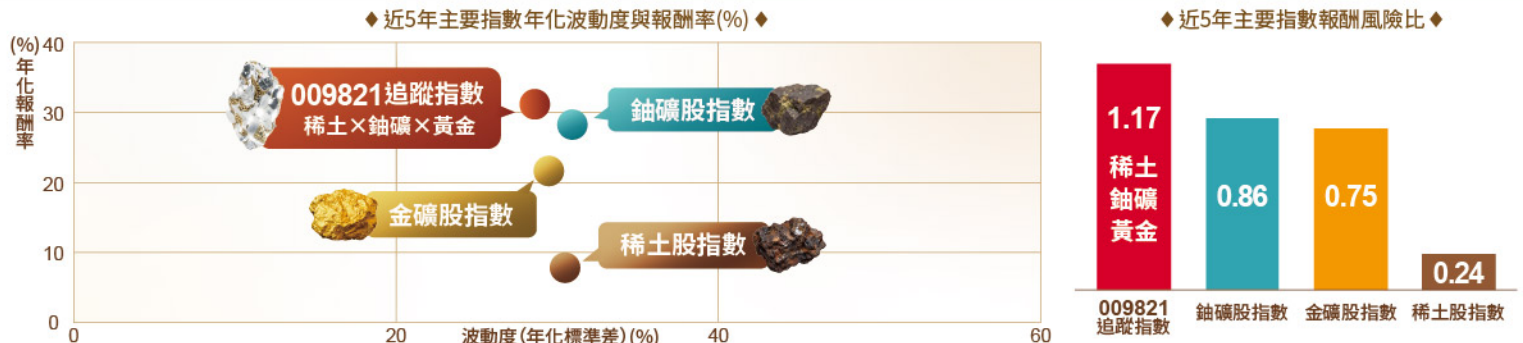 ♦ 近5年主要指數年化波動度與報酬率(%) ♦
(%)
年化報酬率
40
30
20
10
0
009821追蹤指數
稀土×鈾礦×黃金
鈾礦股指數
金礦股指數
稀土股指數
0
20
40
60
波動度(年化標準差)(%)
♦ 近5年主要指數報酬風險比 ♦
1.17
稀土
鈾礦
黃金
0.86
0.75
0.24
009821
追蹤指數
鈾礦股指數
金礦股指數
稀土股指數